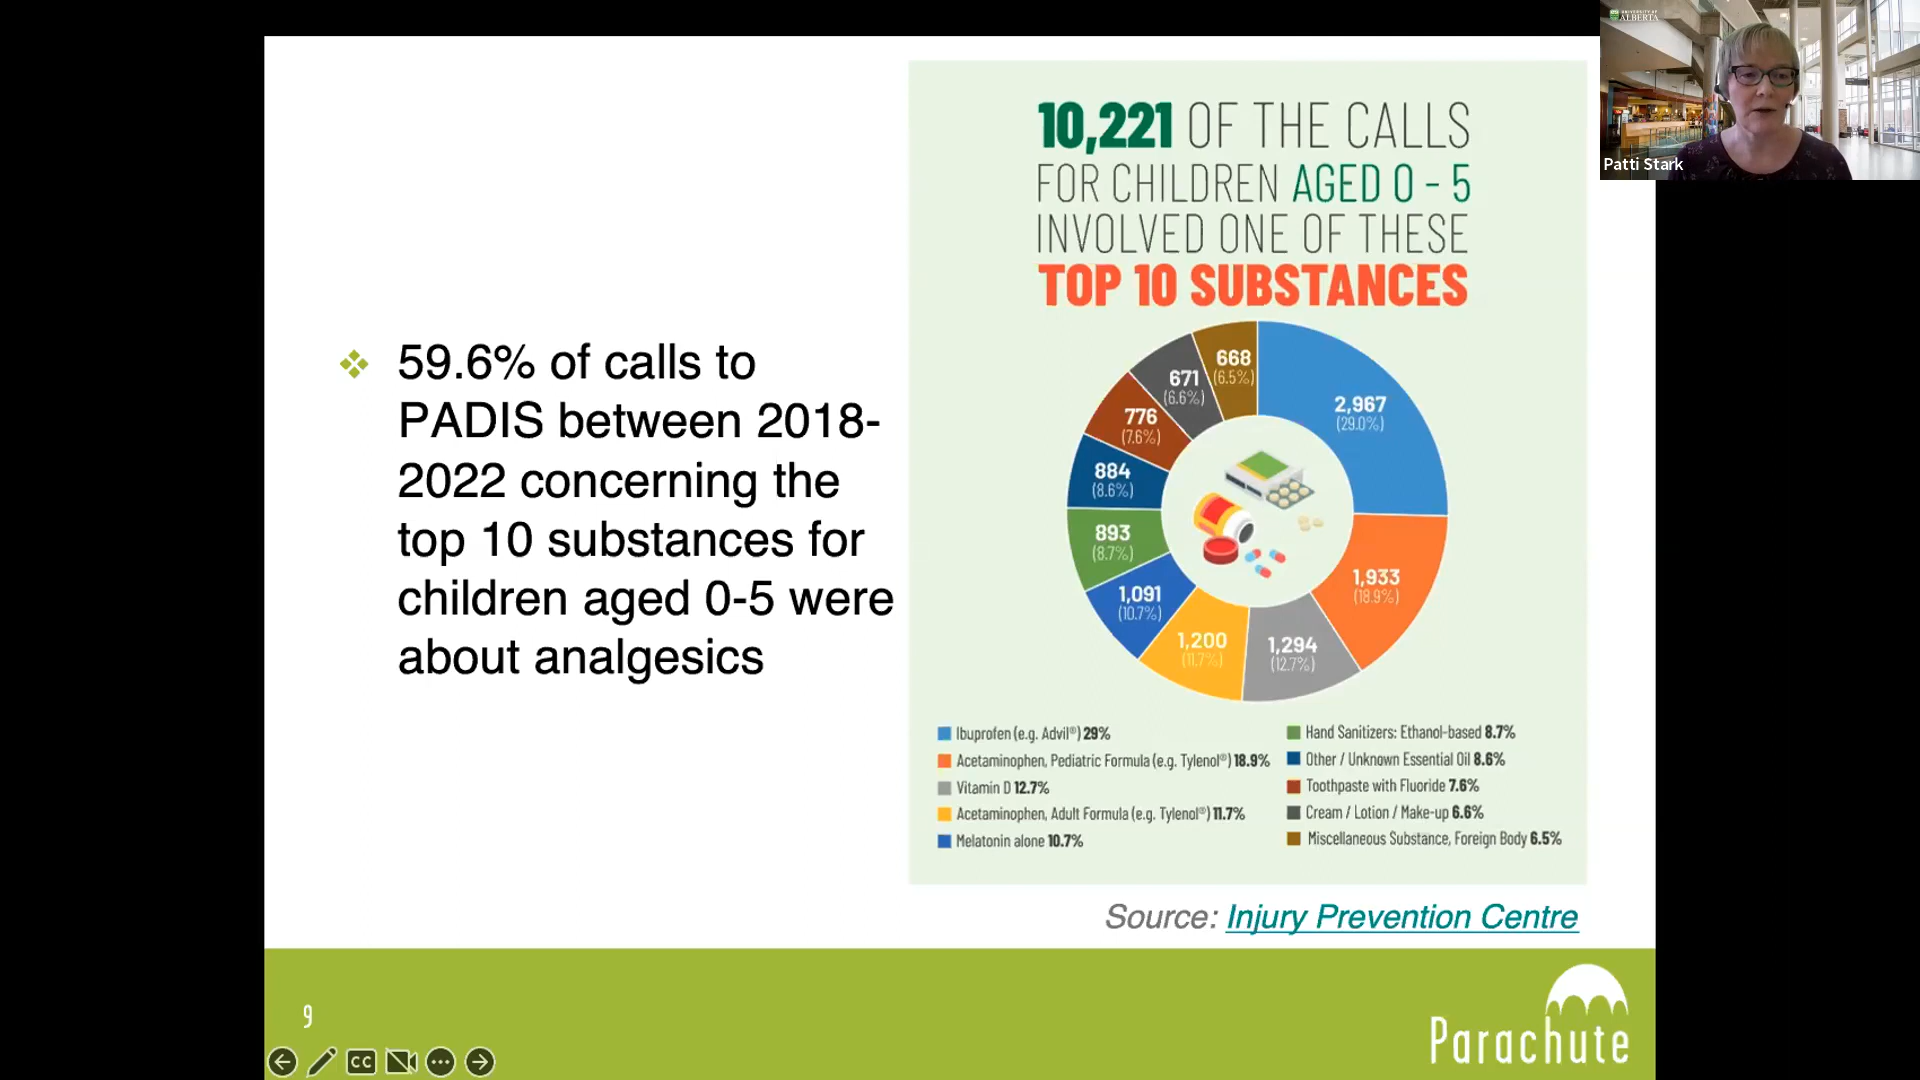 10,221 OF THE CALLS
FOR CHILDREN AGED 0 - 5
INVOLVED ONE OF THESE
TOP 10 SUBSTANCES
❖ 59.6% of calls to
PADIS between 2018-
2022 concerning the
top 10 substances for
children aged 0-5 were
about analgesics
2,967
(29.0%)
1,933
(18.9%)
1,294
(12.7%)
1,200
(11.7%)
1,091
(10.7%)
893
(8.7%)
884
(8.6%)
776
(7.6%)
671
(6.6%)
668
(6.5%)
Ibuprofen (e.g. Advil®) 29%
Acetaminophen, Pediatric Formula (e.g. Tylenol®) 18.9%
Vitamin D 12.7%
Acetaminophen, Adult Formula (e.g. Tylenol®) 11.7%
Melatonin alone 10.7%
Hand Sanitizers: Ethanol-based 8.7%
Other / Unknown Essential Oil 8.6%
Toothpaste with Fluoride 7.6%
Cream / Lotion / Make-up 6.6%
Miscellaneous Substance, Foreign Body 6.5%
Source: Injury Prevention Centre
9
CC
Parachute
UNIVERSITY OF
ALBERTA
Patti Stark